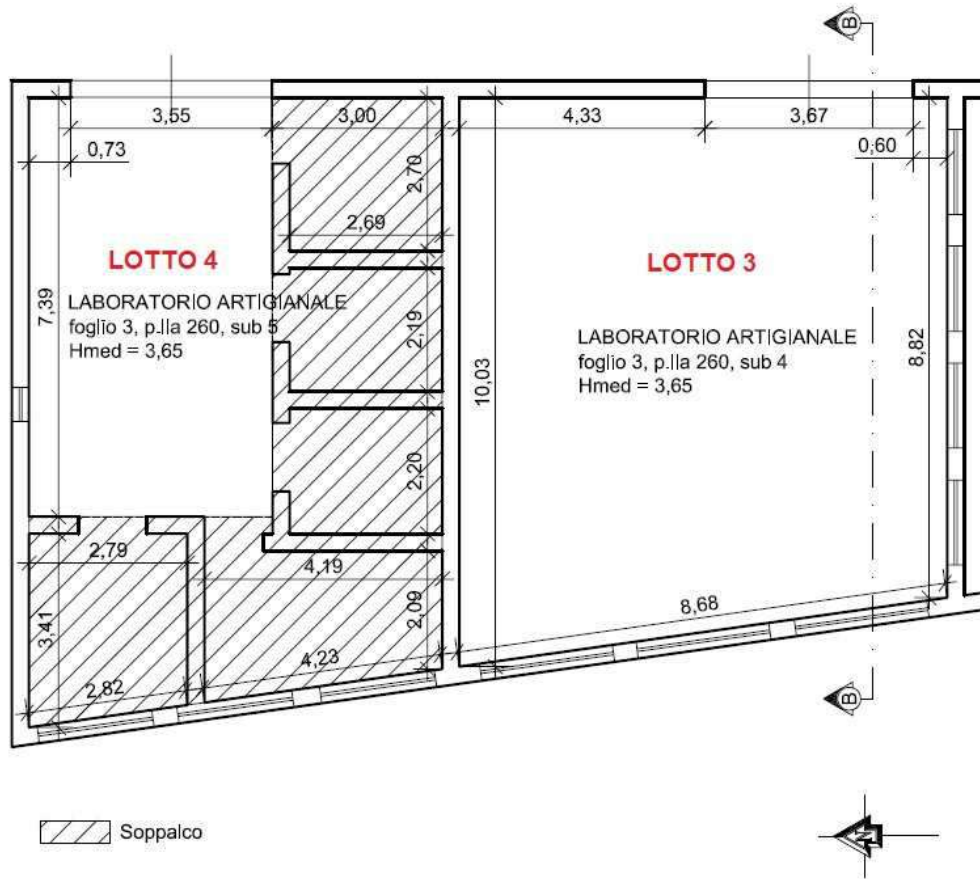 B
3,55
3,00
4,33
3,67
0,73
0,60
2,70
2,69
LOTTO 4
LOTTO 3
LABORATORIO ARTIGIANALE
foglio 3, p.lla 260, sub 5
Hmed = 3,65
7,39
2,19
LABORATORIO ARTIGIANALE
foglio 3, p.lla 260, sub 4
Hmed = 3,65
8,82
10,03
2,20
2,79
4,19
2,09
3,41
8,68
4,23
2,82
B
Soppalco
N